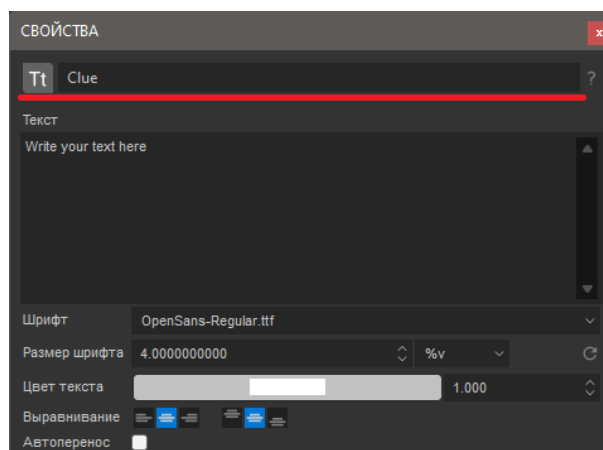 СВОЙСТВА
x
Tt Clue ?
Текст
Write your text here
Шрифт OpenSans-Regular.ttf
Размер шрифта 4.0000000000 %v
Цвет текста 1.000
Выравнивание
Автоперенос